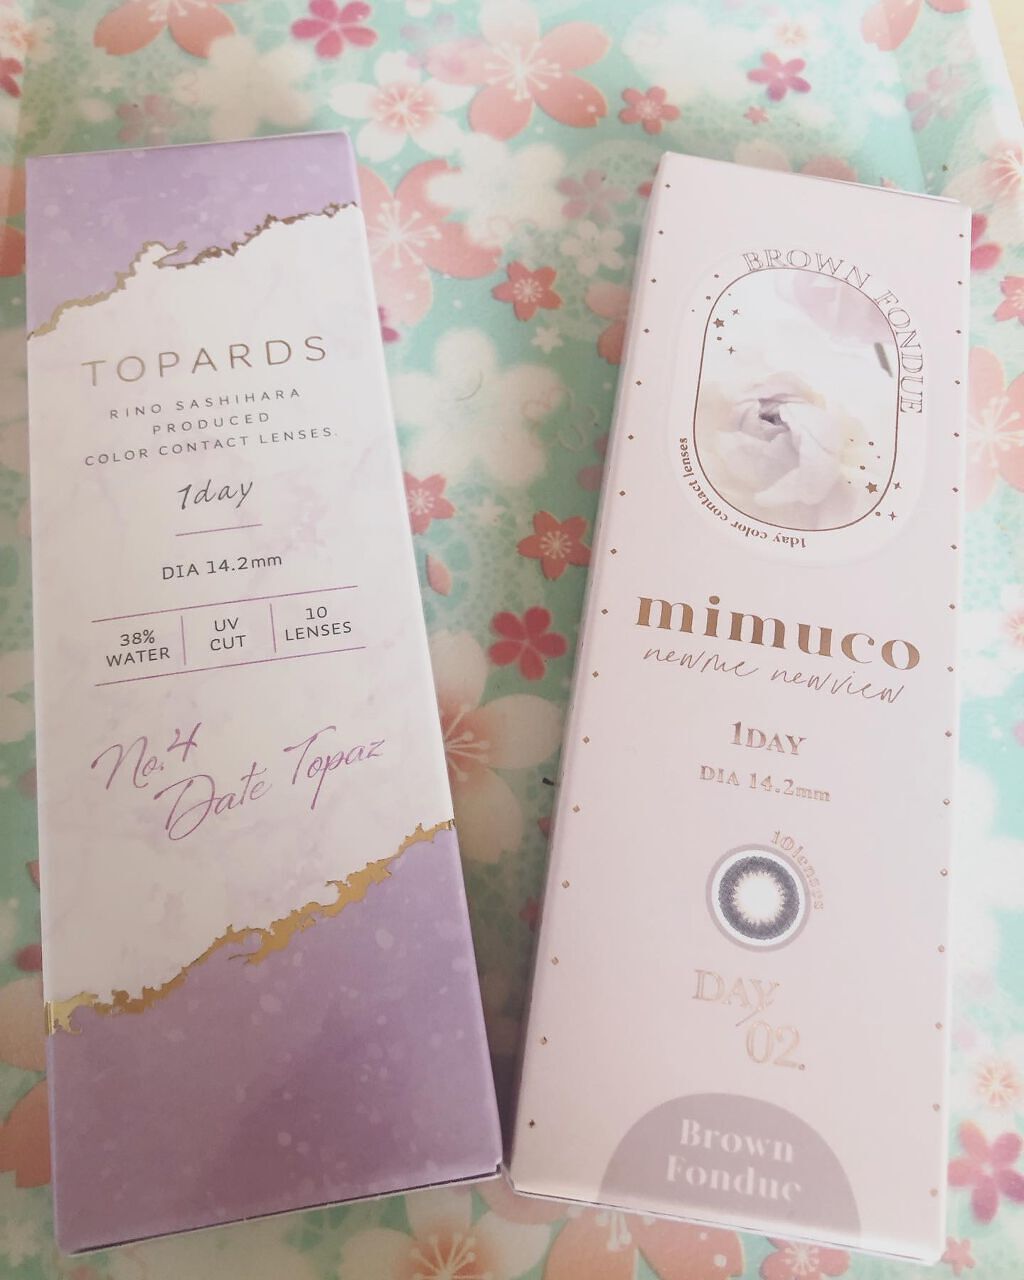 TOPARDS
RINO SASHIHARA
PRODUCED
COLOR CONTACT LENSES.
1day
DIA 14.2mm
38%
WATER
UV
CUT
10
LENSES
No.4
Date Topaz
BROWN FONDUE
1day color contact lenses
mimuco
newme newview
1DAY
DIA 14.2mm
10lenses
DAY
02.
Brown
Fondue